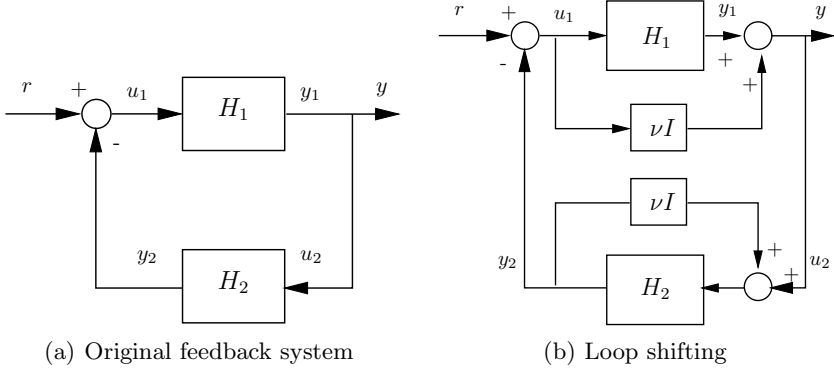 r
+
-
u₁
H₁
y₁
y
y₂
H₂
u₂
(a) Original feedback system
r
+
-
u₁
H₁
y₁
y
+
+
νI
νI
+
+
y₂
H₂
u₂
(b) Loop shifting